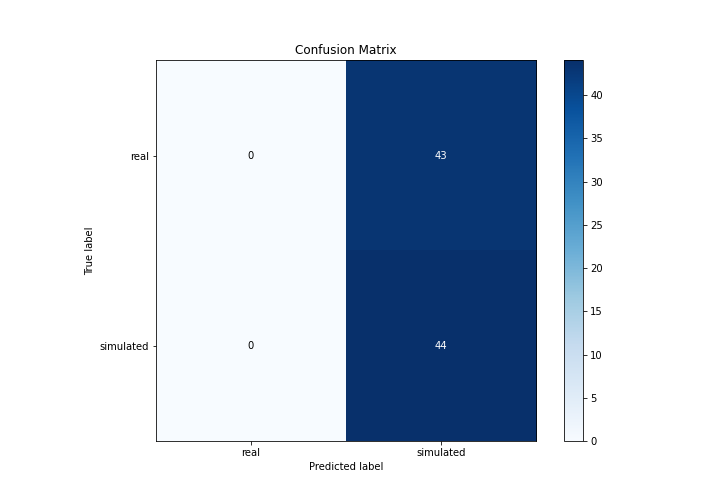 Confusion Matrix
real
0
43
simulated
0
44
real
simulated
True label
Predicted label
40
35
30
25
20
15
10
5
0